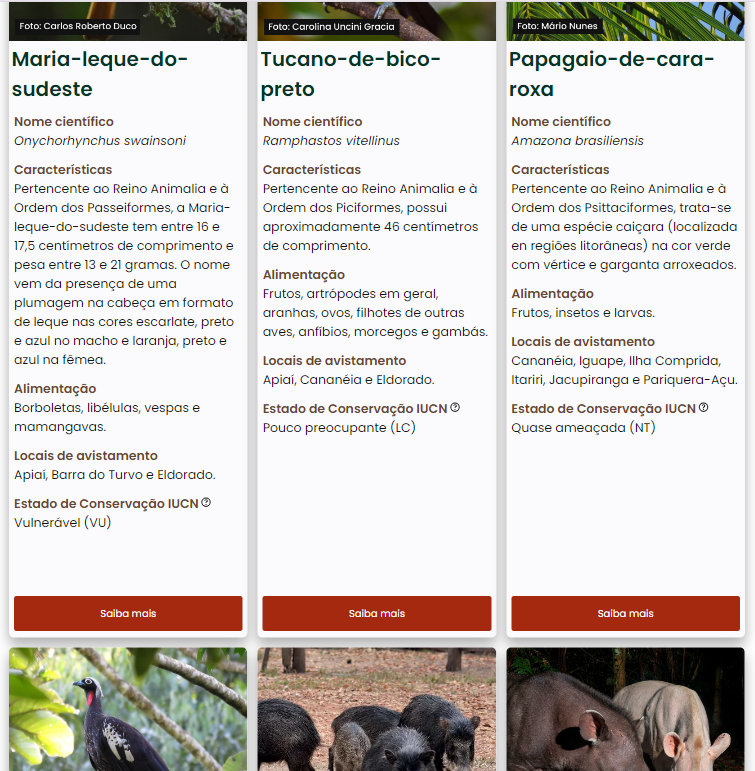 Foto: Carlos Roberto Duco
Maria-leque-do-
sudeste
Nome científico
Onychorhynchus swainsoni
Características
Pertencente ao Reino Animalia e à
Ordem dos Passeiformes, a Maria-
leque-do-sudeste tem entre 16 e
17,5 centímetros de comprimento e
pesa entre 13 e 21 gramas. O nome
vem da presença de uma
plumagem na cabeça em formato
de leque nas cores escarlate, preto
e azul no macho e laranja, preto e
azul na fêmea.
Alimentação
Borboletas, libélulas, vespas e
mamangavas.
Locais de avistamento
Apiaí, Barra do Turvo e Eldorado.
Estado de Conservação IUCN
Vulnerável (VU)
Saiba mais
Foto: Carolina Uncini Gracia
Tucano-de-bico-
preto
Nome científico
Ramphastos vitellinus
Características
Pertencente ao Reino Animalia e à
Ordem dos Piciformes, possui
aproximadamente 46 centímetros
de comprimento.
Alimentação
Frutos, artrópodes em geral,
aranhas, ovos, filhotes de outras
aves, anfíbios, morcegos e gambás.
Locais de avistamento
Apiaí, Cananéia e Eldorado.
Estado de Conservação IUCN
Pouco preocupante (LC)
Saiba mais
Foto: Mário Nunes
Papagaio-de-cara-
roxa
Nome científico
Amazona brasiliensis
Características
Pertencente ao Reino Animalia e à
Ordem dos Psittaciformes, trata-se
de uma espécie caiçara (localizada
en regiões litorâneas) na cor verde
com vértice e garganta arroxeados.
Alimentação
Frutos, insetos e larvas.
Locais de avistamento
Cananéia, Iguape, Ilha Comprida,
Itariri, Jacupiranga e Pariquera-Açu.
Estado de Conservação IUCN
Quase ameaçada (NT)
Saiba mais